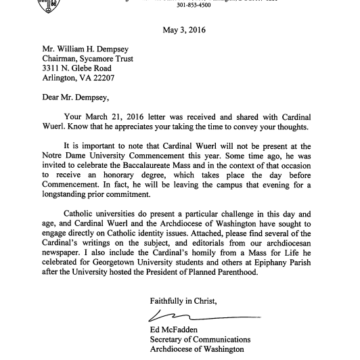 301-853-4500
May 3, 2016
Mr. William H. Dempsey
Chairman, Sycamore Trust
3311 N. Glebe Road
Arlington, VA 22207
Dear Mr. Dempsey,
Your March 21, 2016 letter was received and shared with Cardinal
Wuerl. Know that he appreciates your taking the time to convey your thoughts.
It is important to note that Cardinal Wuerl will not be present at the
Notre Dame University Commencement this year. Some time ago, he was
invited to celebrate the Baccalaureate Mass and in the context of that occasion
to receive an honorary degree, which takes place the day before
Commencement. In fact, he will be leaving the campus that evening for a
longstanding prior commitment.
Catholic universities do present a particular challenge in this day and
age, and Cardinal Wuerl and the Archdiocese of Washington have sought to
engage directly on Catholic identity issues. Attached, please find several of the
Cardinal's writings on the subject, and editorials from our archdiocesan
newspaper. I also include the Cardinal's homily from a Mass for Life he
celebrated for Georgetown University students and others at Epiphany Parish
after the University hosted the President of Planned Parenthood.
Faithfully in Christ,
Ed McFadden
Secretary of Communications
Archdiocese of Washington